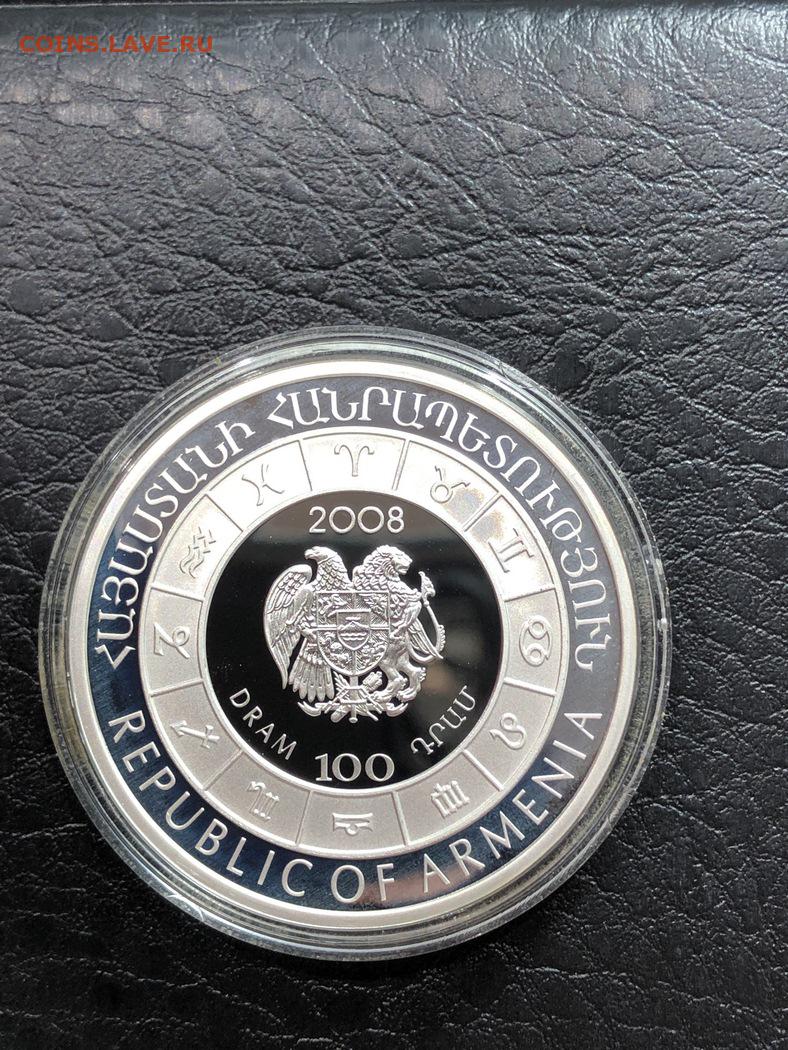 COINS.LAVE.RU
ՀԱՅԱՍՏԱՆԻ ՀԱՆՐԱՊԵՏՈՒԹՅՈՒՆ
2008
DRAM 100 ԴՐԱՄ
REPUBLIC OF ARMENIA